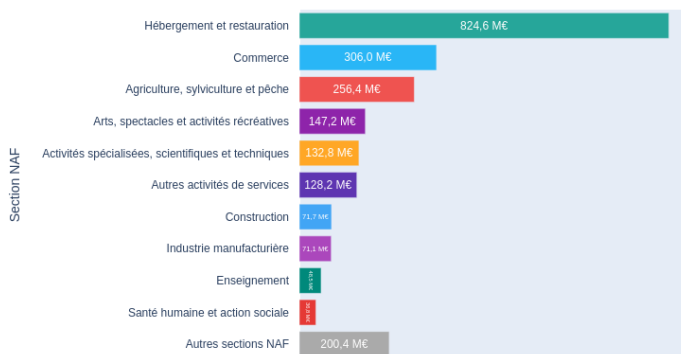 Section NAF
Hébergement et restauration 824,6 M€
Commerce 306,0 M€
Agriculture, sylviculture et pêche 256,4 M€
Arts, spectacles et activités récréatives 147,2 M€
Activités spécialisées, scientifiques et techniques 132,8 M€
Autres activités de services 128,2 M€
Construction 71,7 M€
Industrie manufacturière 71,1 M€
Enseignement
Santé humaine et action sociale
Autres sections NAF 200,4 M€